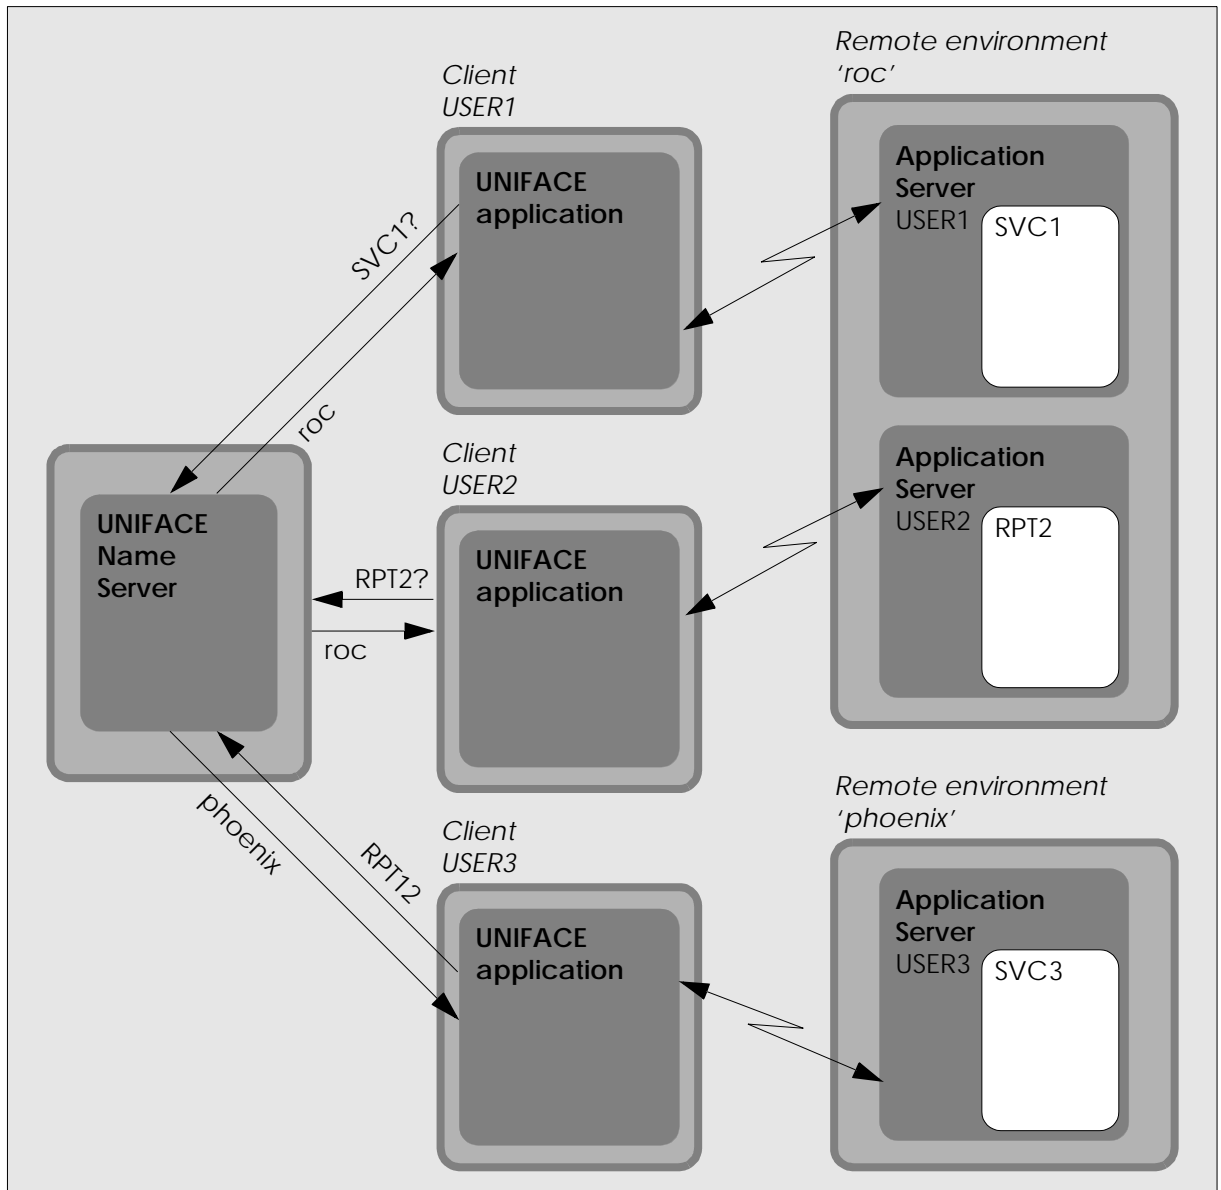 Remote environment
‘roc’
Client
USER1
UNIFACE
application
Application
Server
USER1
SVC1
SVC1?
roc
Client
USER2
UNIFACE
application
Application
Server
USER2
RPT2
UNIFACE
Name
Server
RPT2?
roc
Remote environment
‘phoenix’
phoenix
RPT12
Client
USER3
UNIFACE
application
Application
Server
USER3
SVC3